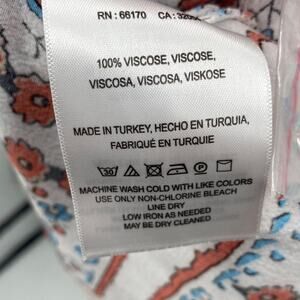 RN : 66170 CA :
100% VISCOSE, VISCOSE,
VISCOSA, VISCOSA, VISKOSE
MADE IN TURKEY, HECHO EN TURQUIA,
FABRIQUÉ EN TURQUIE
30
MACHINE WASH COLD WITH LIKE COLORS
USE ONLY NON-CHLORINE BLEACH
LINE DRY
LOW IRON AS NEEDED
MAY BE DRY CLEANED